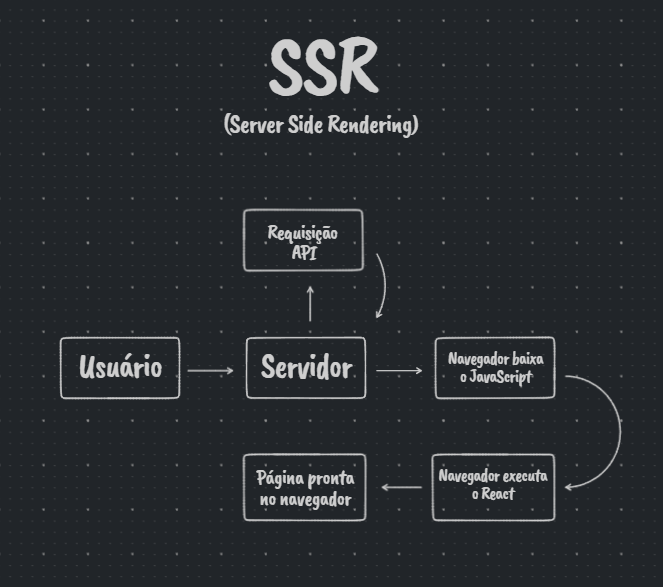 SSR
(Server Side Rendering)
Requisição
API
Usuário
Servidor
Navegador baixa
o JavaScript
Navegador executa
o React
Página pronta
no navegador